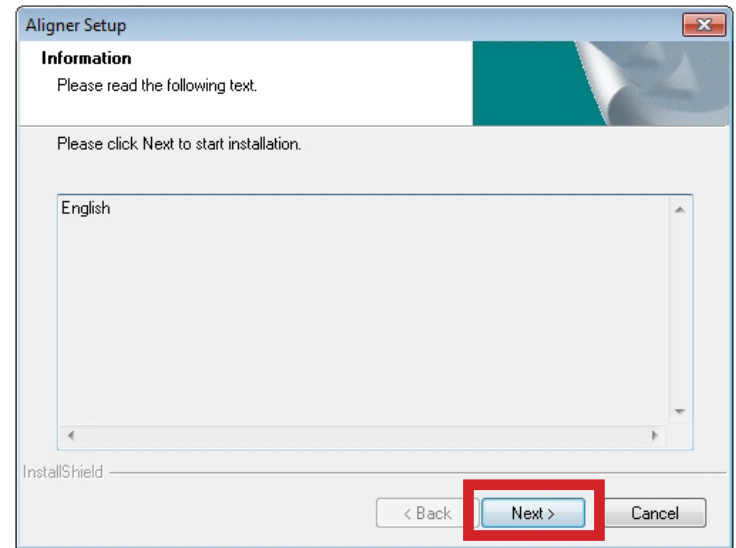 Aligner Setup
Information
Please read the following text.
Please click Next to start installation.
English
InstallShield
< Back Next > Cancel